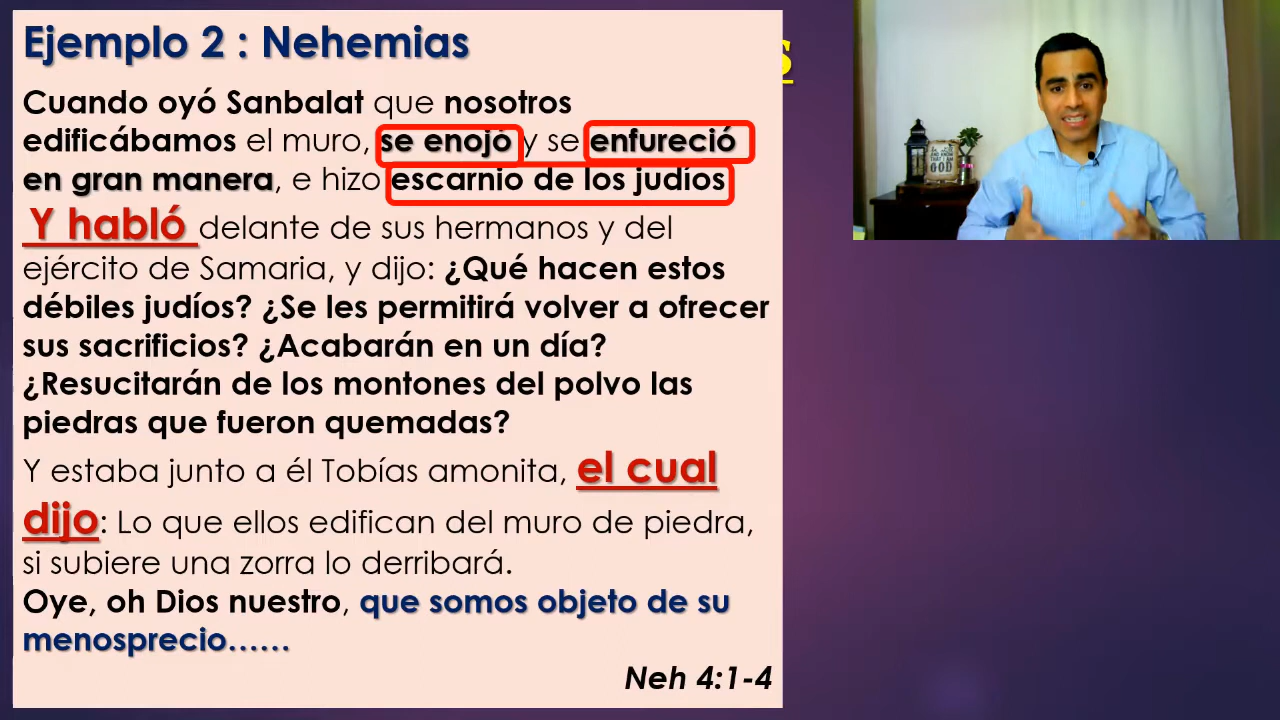 Ejemplo 2 : Nehemias
S
Cuando oyó Sanbalat que nosotros
edificábamos el muro, se enojó y se enfureció
en gran manera, e hizo escarnio de los judíos
Y habló delante de sus hermanos y del
ejército de Samaria, y dijo: ¿Qué hacen estos
débiles judíos? ¿Se les permitirá volver a ofrecer
sus sacrificios? ¿Acabarán en un día?
¿Resucitarán de los montones del polvo las
piedras que fueron quemadas?
Y estaba junto a él Tobías amonita, el cual
dijo: Lo que ellos edifican del muro de piedra,
si subiere una zorra lo derribará.
Oye, oh Dios nuestro, que somos objeto de su
menosprecio......
Neh 4:1-4
AND KNOW
THAT I AM
GOD